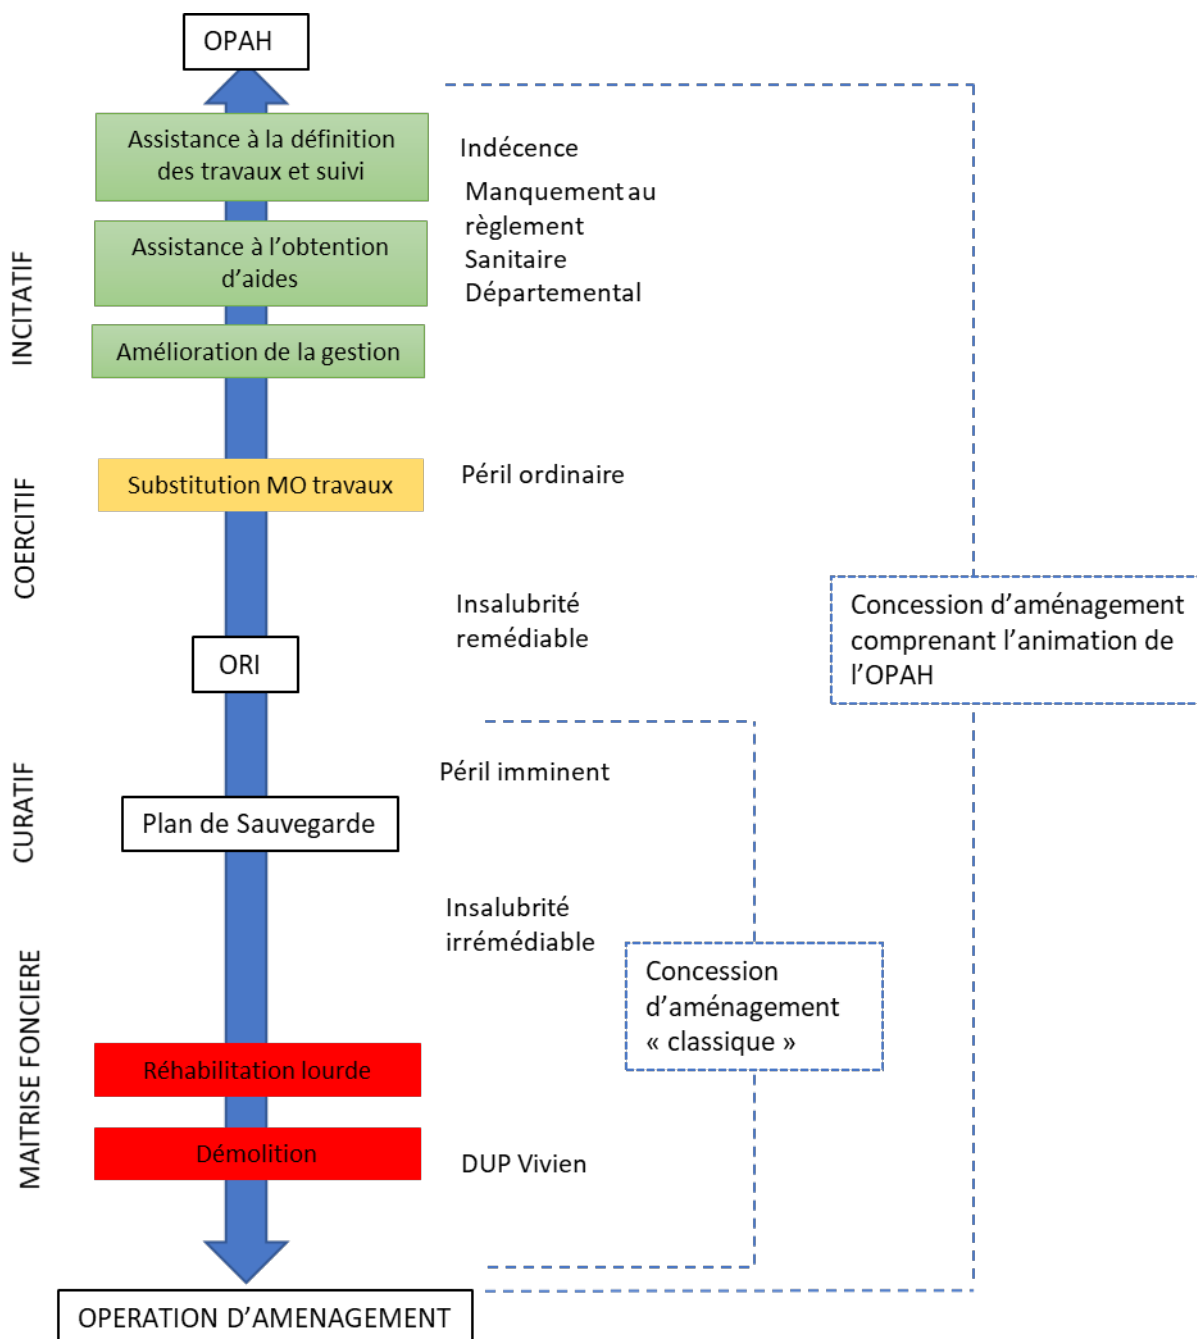 OPAH
Assistance à la définition
des travaux et suivi
Indécence
Manquement au
règlement
Sanitaire
Départemental
Assistance à l'obtention
d'aides
INCITATIF
Amélioration de la gestion
COERCITIF
Substitution MO travaux
Péril ordinaire
Insalubrité
remédiable
Concession d'aménagement
comprenant l'animation de
l'OPAH
ORI
CURATIF
Péril imminent
Plan de Sauvegarde
Insalubrité
irrémédiable
Concession
d'aménagement
« classique »
MAITRISE FONCIERE
Réhabilitation lourde
Démolition
DUP Vivien
OPERATION D'AMENAGEMENT